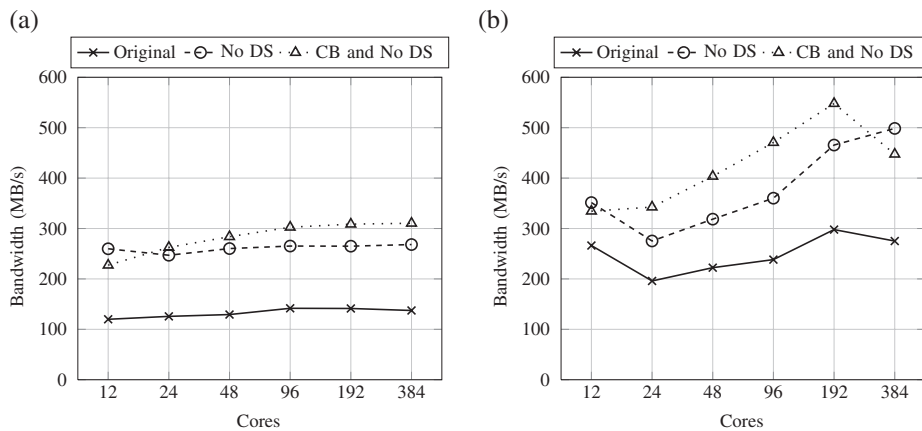 (a)
Original No DS CB and No DS
600
500
400
300
200
100
0
Bandwidth (MB/s)
12 24 48 96 192 384
Cores
(b)
Original No DS CB and No DS
600
500
400
300
200
100
0
Bandwidth (MB/s)
12 24 48 96 192 384
Cores